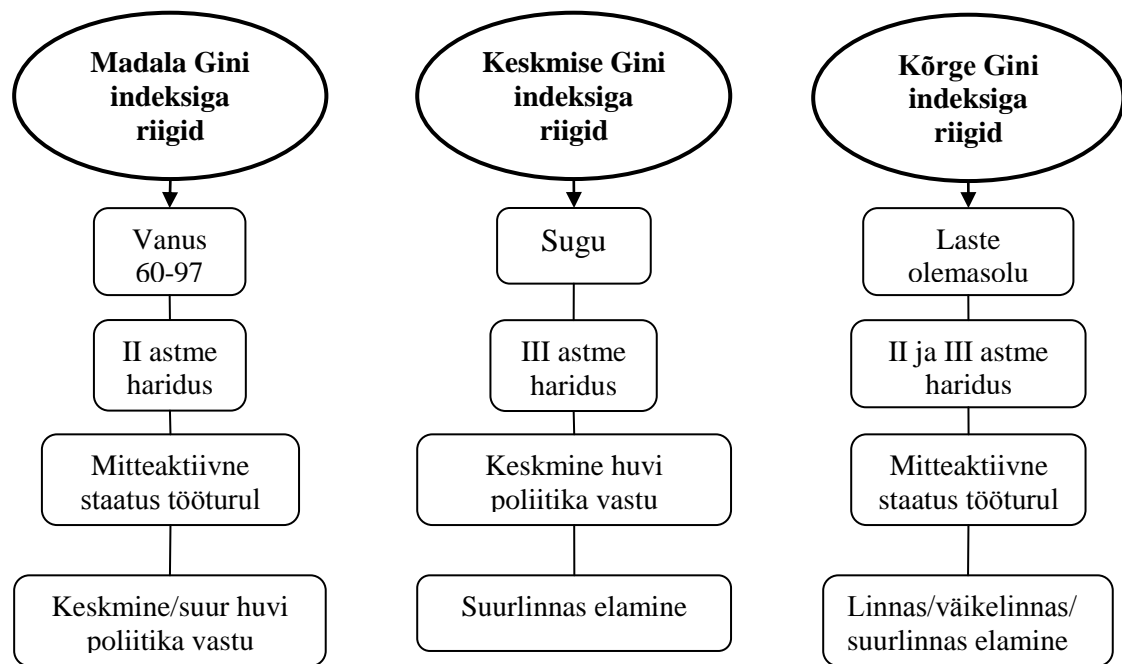 Madala Gini
indeksiga
riigid
Vanus
60-97
II astme
haridus
Mitteaktiivne
staatus tööturul
Keskmine/suur huvi
poliitika vastu
Keskmise Gini
indeksiga
riigid
Sugu
III astme
haridus
Keskmine huvi
poliitika vastu
Suurlinnas elamine
Kõrge Gini
indeksiga
riigid
Laste
olemasolu
II ja III astme
haridus
Mitteaktiivne
staatus tööturul
Linnas/väikelinnas/
suurlinnas elamine